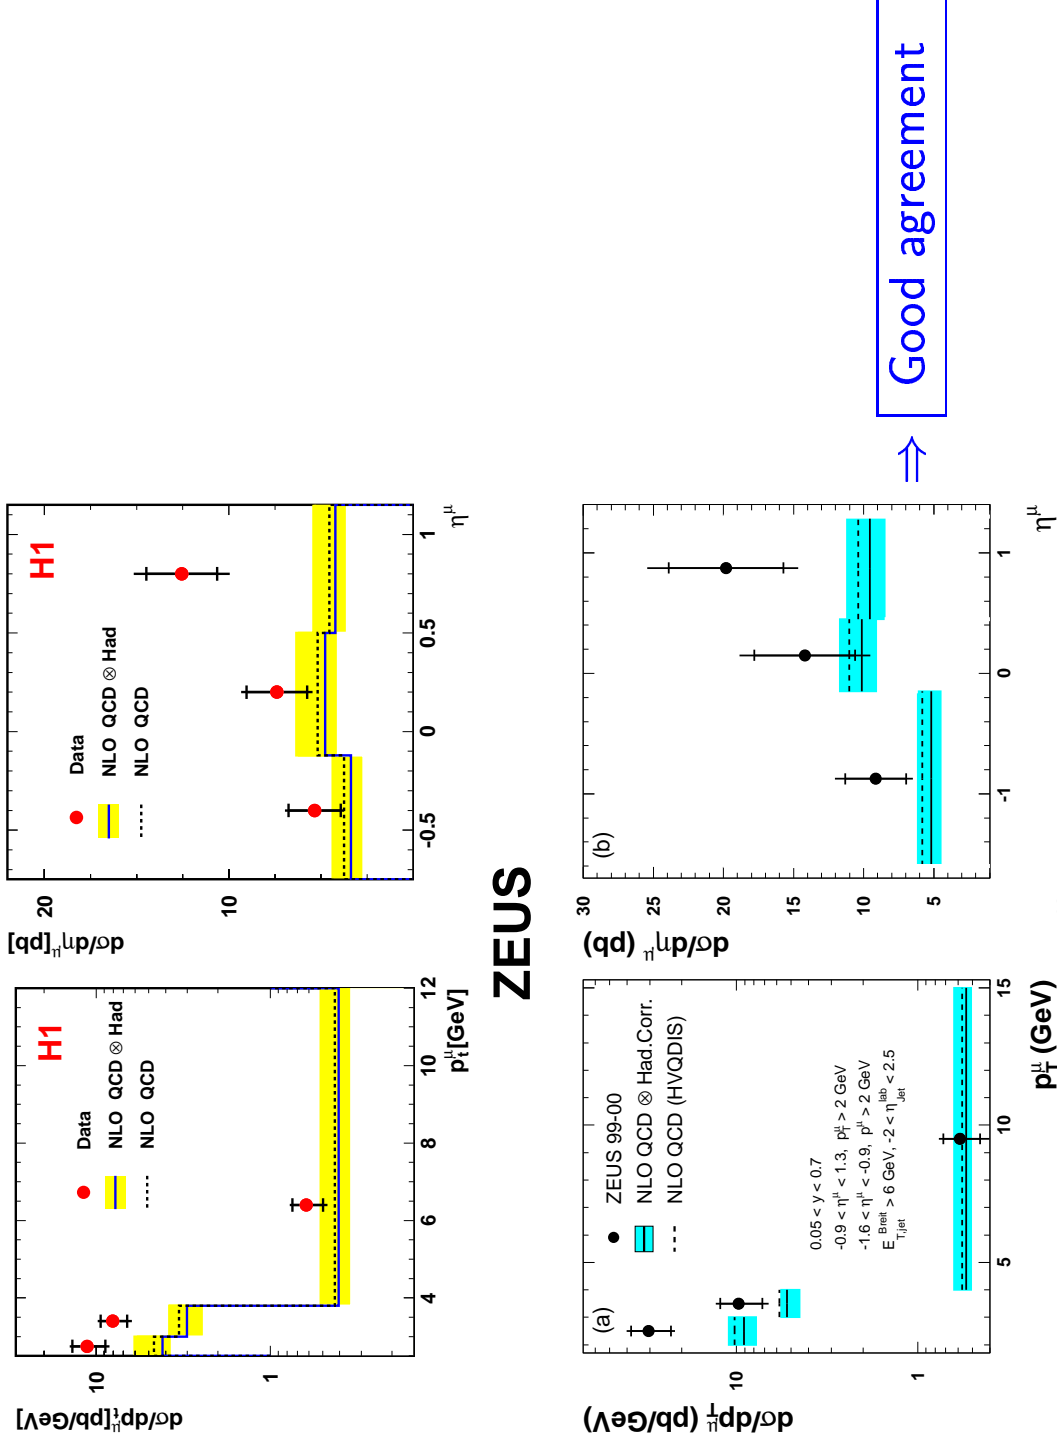 H1
Data
NLO QCD ⊗ Had
NLO QCD
dσ/dp_t^μ[pb/GeV]
10
1
4
6
8
10
12
p_t^μ[GeV]
H1
Data
NLO QCD ⊗ Had
NLO QCD
dσ/dη^μ[pb]
20
10
-0.5
0
0.5
1
η^μ
ZEUS
(a)
ZEUS 99-00
NLO QCD ⊗ Had.Corr.
NLO QCD (HVQDIS)
0.05 < y < 0.7
-0.9 < η^μ < 1.3, p_T^μ > 2 GeV
-1.6 < η^μ < -0.9, p^μ > 2 GeV
E_T,jet^Breit > 6 GeV, -2 < η_Jet^lab < 2.5
dσ/dp_T^μ (pb/GeV)
10
1
5
10
15
p_T^μ (GeV)
(b)
dσ/dη^μ (pb)
30
25
20
15
10
5
-1
0
1
η^μ
⇒ Good agreement